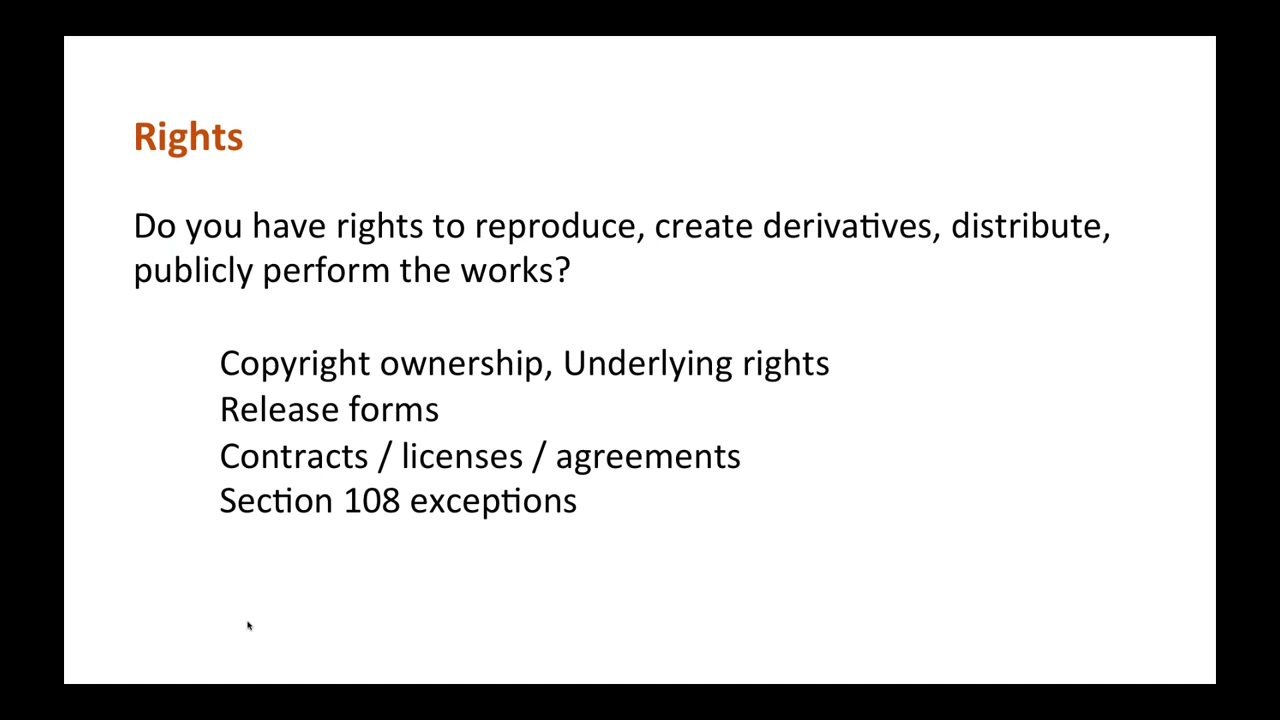 Rights
Do you have rights to reproduce, create derivatives, distribute,
publicly perform the works?
Copyright ownership, Underlying rights
Release forms
Contracts / licenses / agreements
Section 108 exceptions